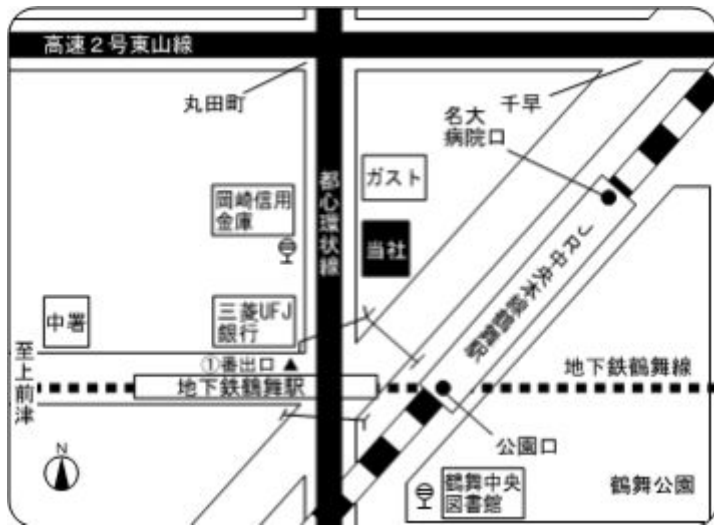 高速２号東山線
丸田町
千早
名大
病院口
都心環状線
ガスト
岡崎信用
金庫
当社
JR中央本線鶴舞駅
中署
三菱UFJ
銀行
①番出口 ▲
至上前津
地下鉄鶴舞駅
地下鉄鶴舞線
公園口
N
鶴舞中央
図書館
鶴舞公園